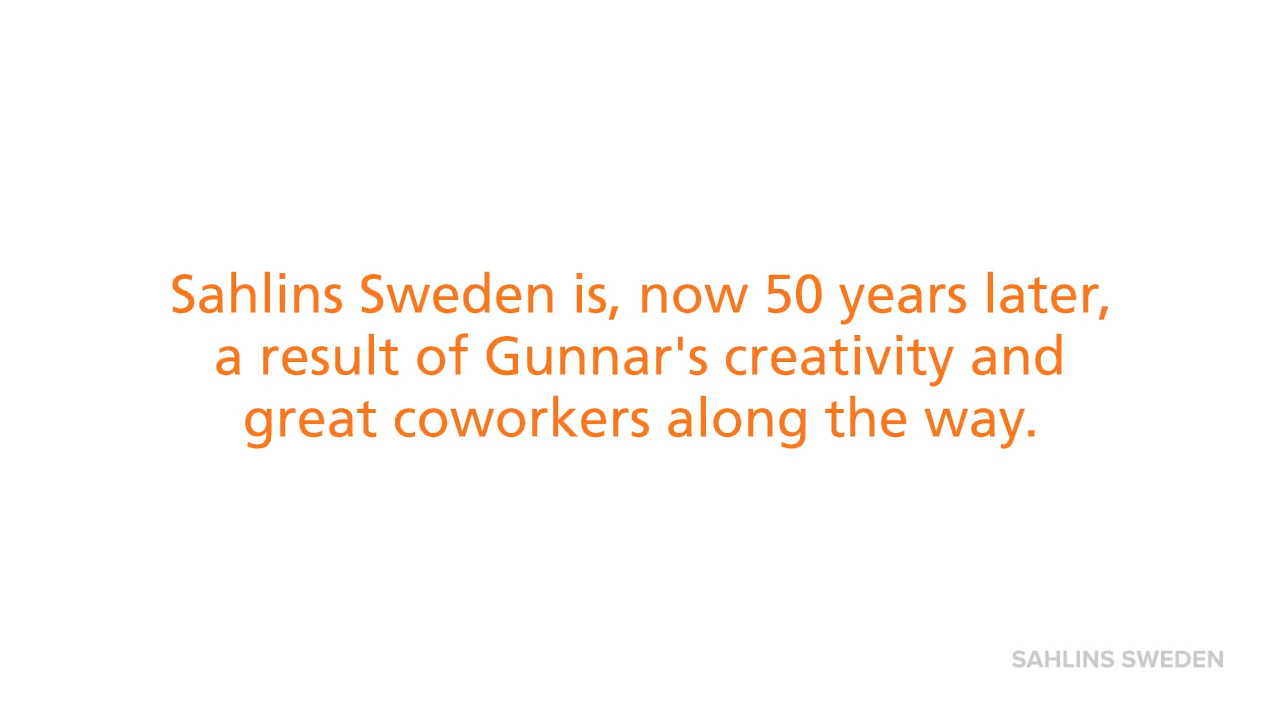 Sahlins Sweden is, now 50 years later,
a result of Gunnar's creativity and
great coworkers along the way.
SAHLINS SWEDEN